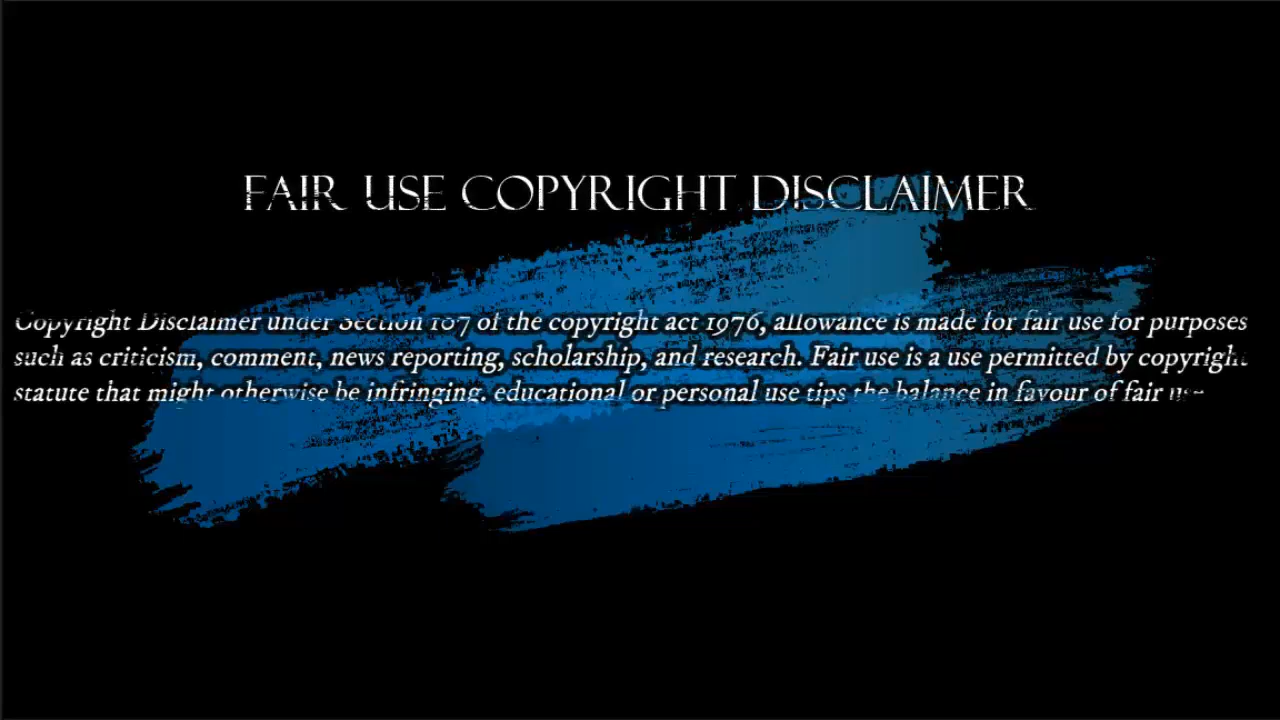 FAIR USE COPYRIGHT DISCLAIMER
Copyright Disclaimer under Section 107 of the copyright act 1976, allowance is made for fair use for purposes
such as criticism, comment, news reporting, scholarship, and research. Fair use is a use permitted by copyright
statute that might otherwise be infringing. educational or personal use tips the balance in favour of fair use